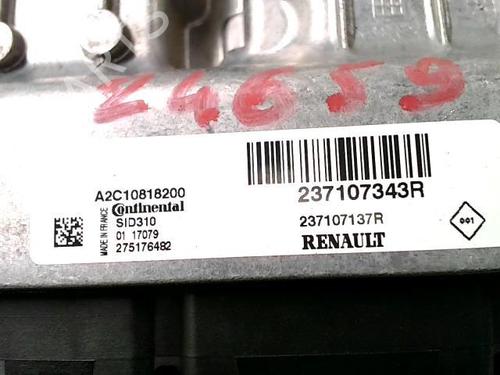 24659
A2C10818200
Continental
SID310
01 17079
275176482
MADE IN FRANCE
237107343R
237107137R
RENAULT
001